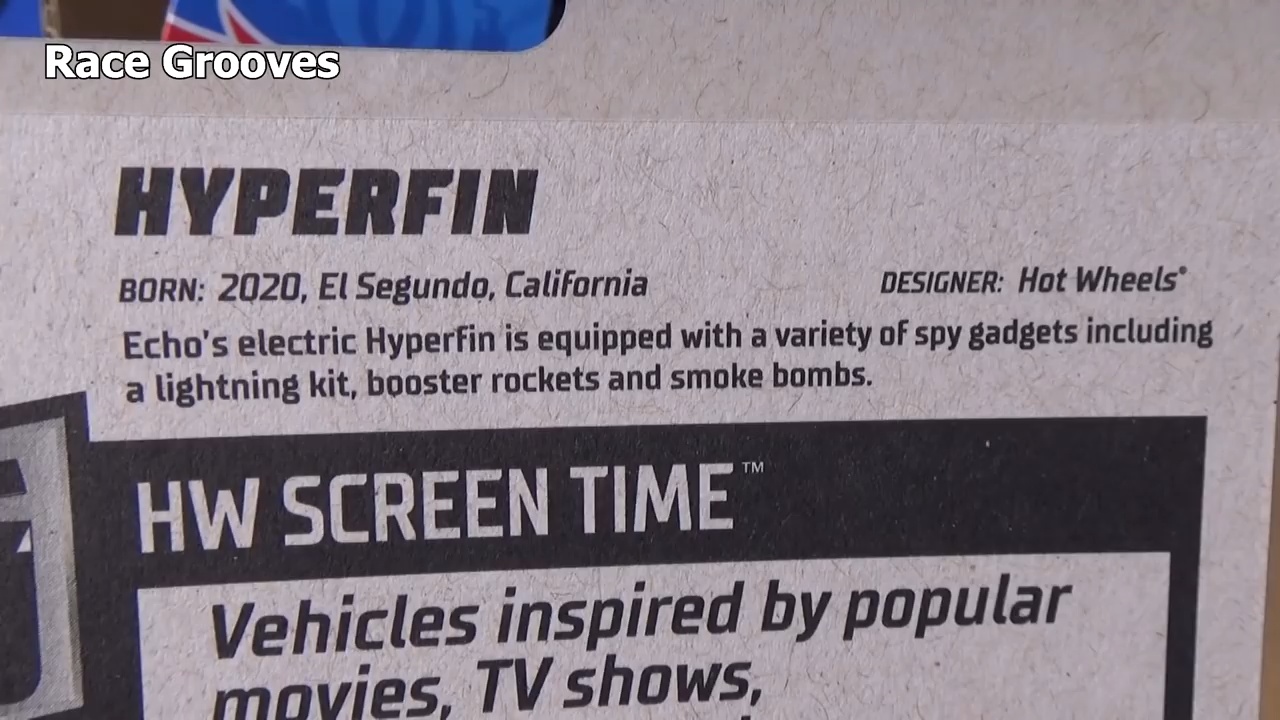 Race Grooves
HYPERFIN
BORN: 2020, El Segundo, California
DESIGNER: Hot Wheels®
Echo's electric Hyperfin is equipped with a variety of spy gadgets including
a lightning kit, booster rockets and smoke bombs.
HW SCREEN TIME™
Vehicles inspired by popular
movies, TV shows,